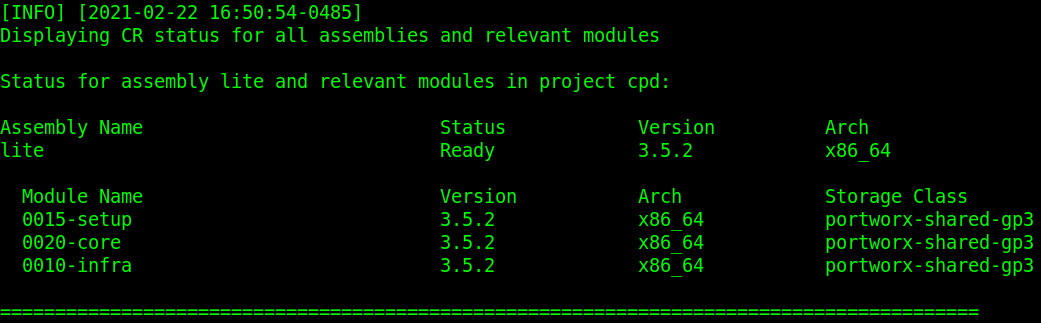 [INFO] [2021-02-22 16:50:54-0485]
Displaying CR status for all assemblies and relevant modules
Status for assembly lite and relevant modules in project cpd:
Assembly Name Status Version Arch
lite Ready 3.5.2 x86_64
Module Name Version Arch Storage Class
0015-setup 3.5.2 x86_64 portworx-shared-gp3
0020-core 3.5.2 x86_64 portworx-shared-gp3
0010-infra 3.5.2 x86_64 portworx-shared-gp3
=========================================================================================